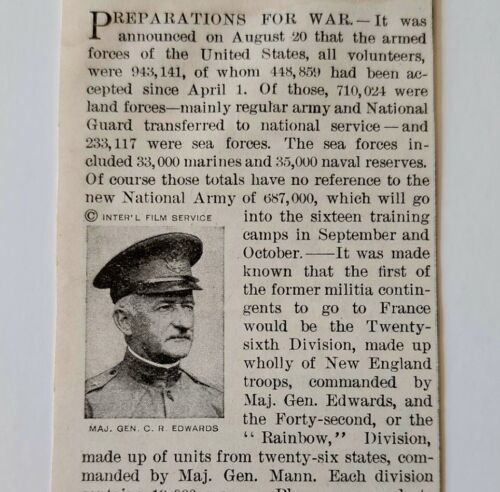 PREPARATIONS FOR WAR.—It was
announced on August 20 that the armed
forces of the United States, all volunteers,
were 943,141, of whom 448,859 had been ac-
cepted since April 1. Of those, 710,024 were
land forces—mainly regular army and National
Guard transferred to national service—and
233,117 were sea forces. The sea forces in-
cluded 33,000 marines and 35,000 naval reserves.
Of course those totals have no reference to the
new National Army of 687,000, which will go
© INTER'L FILM SERVICE
into the sixteen training
camps in September and
October.——It was made
known that the first of
the former militia contin-
gents to go to France
would be the Twenty-
sixth Division, made up
wholly of New England
troops, commanded by
Maj. Gen. Edwards, and
the Forty-second, or the
“Rainbow,” Division,
MAJ. GEN. C. R. EDWARDS
made up of units from twenty-six states, com-
manded by Maj. Gen. Mann. Each division